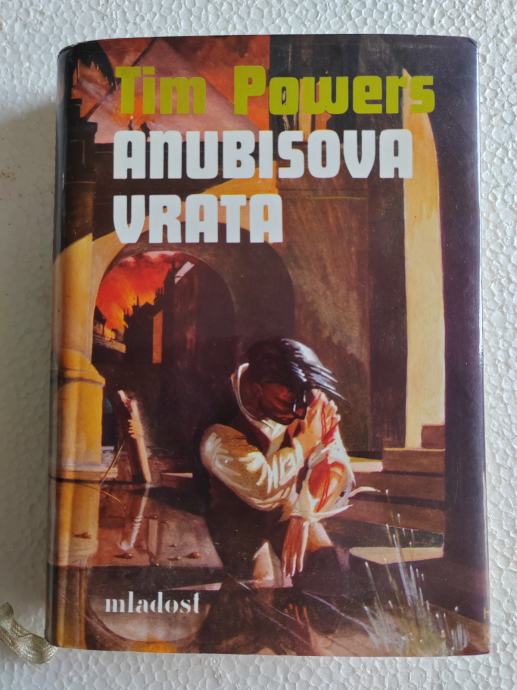 Tim Powers
ANUBISOVA
VRATA
mladost